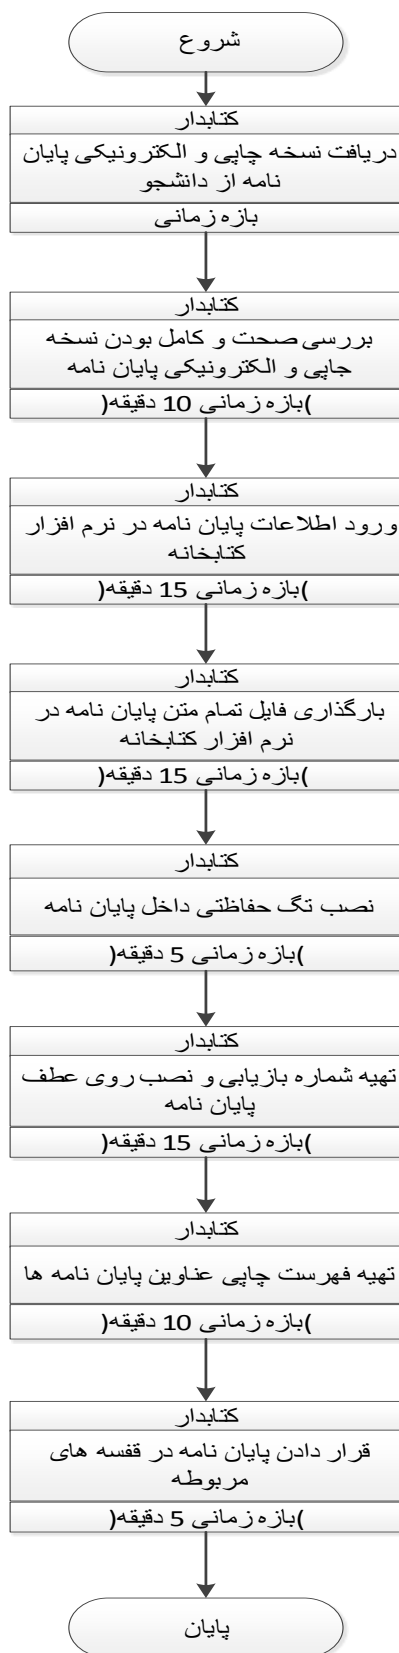 شروع
کتابدار
دریافت نسخه چاپی و الکترونیکی پایان
نامه از دانشجو
بازه زمانی
کتابدار
بررسی صحت و کامل بودن نسخه
چاپی و الکترونیکی پایان نامه
)بازه زمانی 10 دقیقه(
کتابدار
ورود اطلاعات پایان نامه در نرم افزار
کتابخانه
)بازه زمانی 15 دقیقه(
کتابدار
بارگذاری فایل تمام متن پایان نامه در
نرم افزار کتابخانه
)بازه زمانی 15 دقیقه(
کتابدار
نصب تگ حفاظتی داخل پایان نامه
)بازه زمانی 5 دقیقه(
کتابدار
تهیه شماره بازیابی و نصب روی عطف
پایان نامه
)بازه زمانی 15 دقیقه(
کتابدار
تهیه فهرست چاپی عناوین پایان نامه ها
)بازه زمانی 10 دقیقه(
کتابدار
قرار دادن پایان نامه در قفسه های
مربوطه
)بازه زمانی 5 دقیقه(
پایان